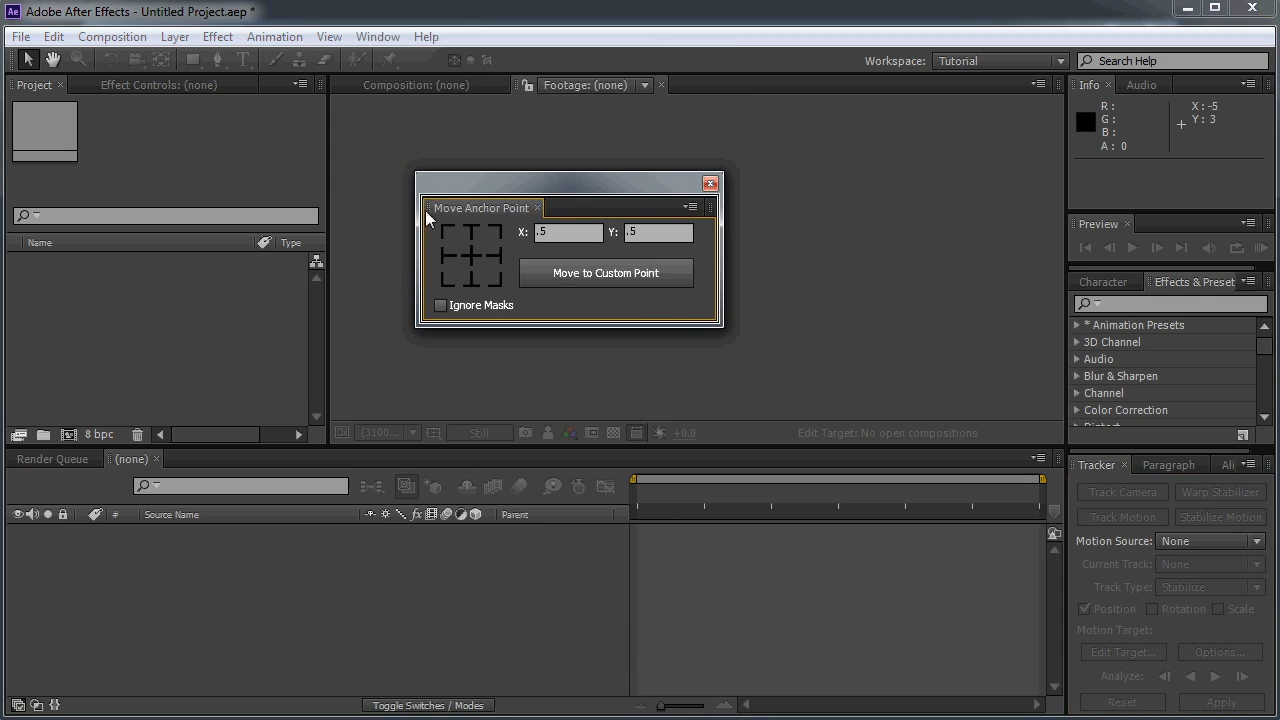 Ae Adobe After Effects - Untitled Project.aep *
File Edit Composition Layer Effect Animation View Window Help
Workspace: Tutorial Search Help
Project Effect Controls: (none) Composition: (none) Footage: (none) Info Audio
R :
G :
B :
A : 0
X : -5
Y : 3
Move Anchor Point
X: .5 Y: .5
Move to Custom Point
Ignore Masks
Preview
Name Type
Character Effects & Preset
* Animation Presets
3D Channel
Audio
Blur & Sharpen
Channel
Color Correction
8 bpc
(3100... Still +0.0 Edit Target: No open compositions
Render Queue (none)
Tracker Paragraph Ali
# Source Name fx Parent
Track Camera Warp Stabilizer
Track Motion Stabilize Motion
Motion Source: None
Current Track: None
Track Type: Stabilize
Position Rotation Scale
Motion Target:
Edit Target... Options...
Analyze:
Reset Apply
Toggle Switches / Modes